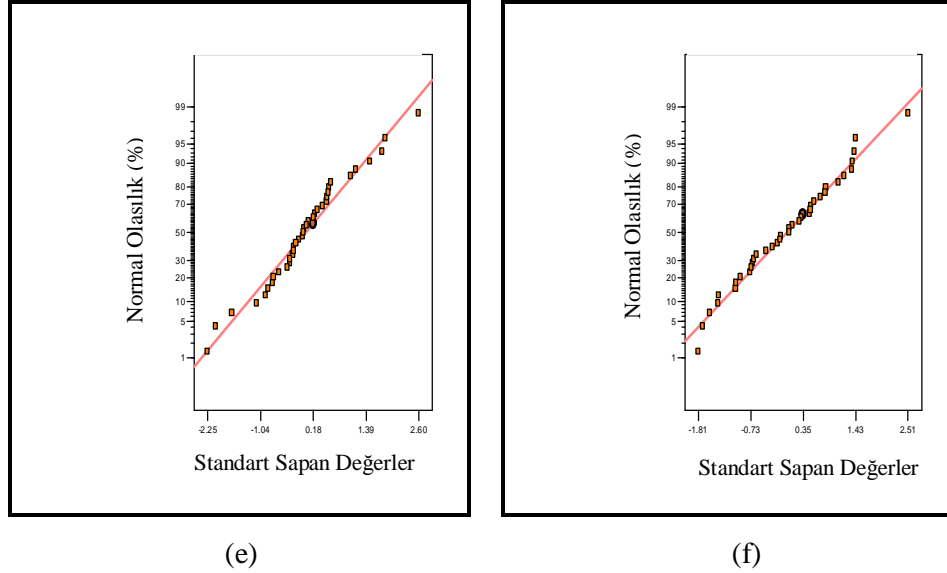 Normal Olasılık (%)
99
95
90
80
70
50
30
20
10
5
1
-2.25 -1.04 0.18 1.39 2.60
Standart Sapan Değerler
(e)
Normal Olasılık (%)
99
95
90
80
70
50
30
20
10
5
1
-1.81 -0.73 0.35 1.43 2.51
Standart Sapan Değerler
(f)